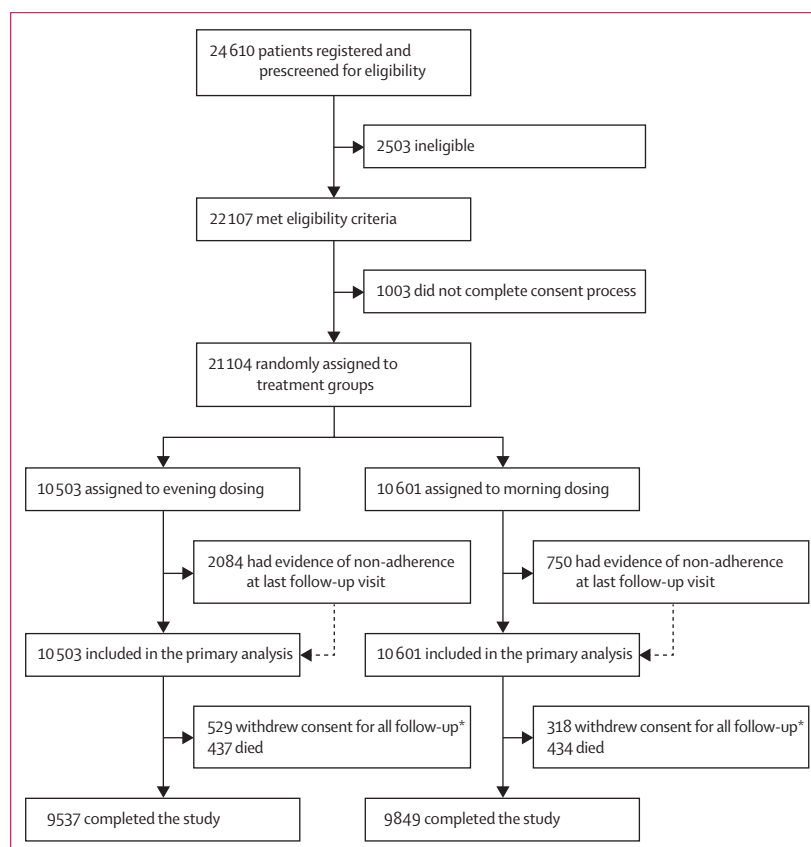 24 610 patients registered and
prescreened for eligibility
2503 ineligible
22 107 met eligibility criteria
1003 did not complete consent process
21 104 randomly assigned to
treatment groups
10 503 assigned to evening dosing
10 601 assigned to morning dosing
2084 had evidence of non-adherence
at last follow-up visit
750 had evidence of non-adherence
at last follow-up visit
10 503 included in the primary analysis
10 601 included in the primary analysis
529 withdrew consent for all follow-up*
437 died
318 withdrew consent for all follow-up*
434 died
9537 completed the study
9849 completed the study